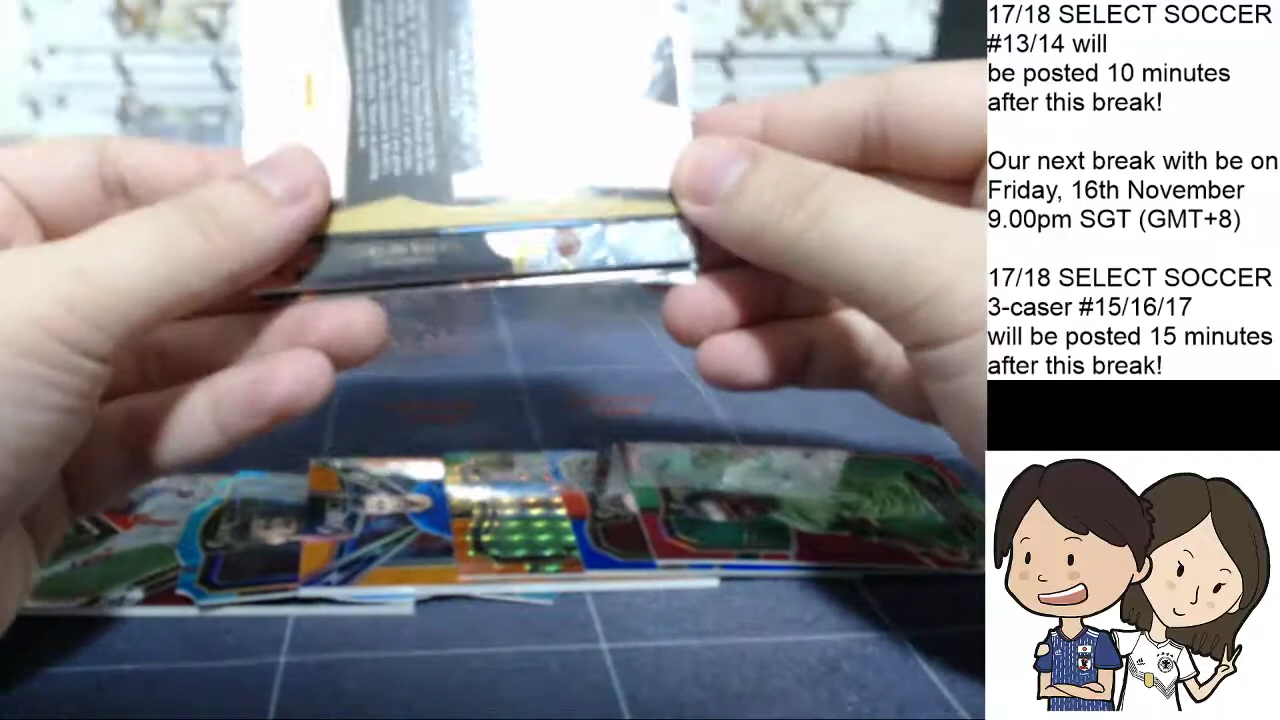 17/18 SELECT SOCCER
#13/14 will
be posted 10 minutes
after this break!
Our next break with be on
Friday, 16th November
9.00pm SGT (GMT+8)
17/18 SELECT SOCCER
3-caser #15/16/17
will be posted 15 minutes
after this break!